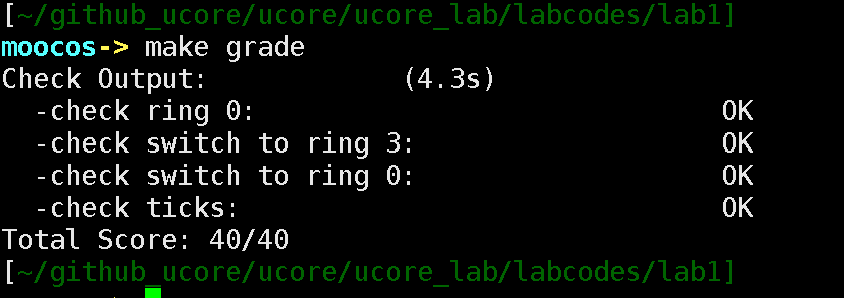 [~/github_ucore/ucore/ucore_lab/labcodes/lab1]
moocos-> make grade
Check Output:            (4.3s)
  -check ring 0:                             OK
  -check switch to ring 3:                   OK
  -check switch to ring 0:                   OK
  -check ticks:                              OK
Total Score: 40/40
[~/github_ucore/ucore/ucore_lab/labcodes/lab1]